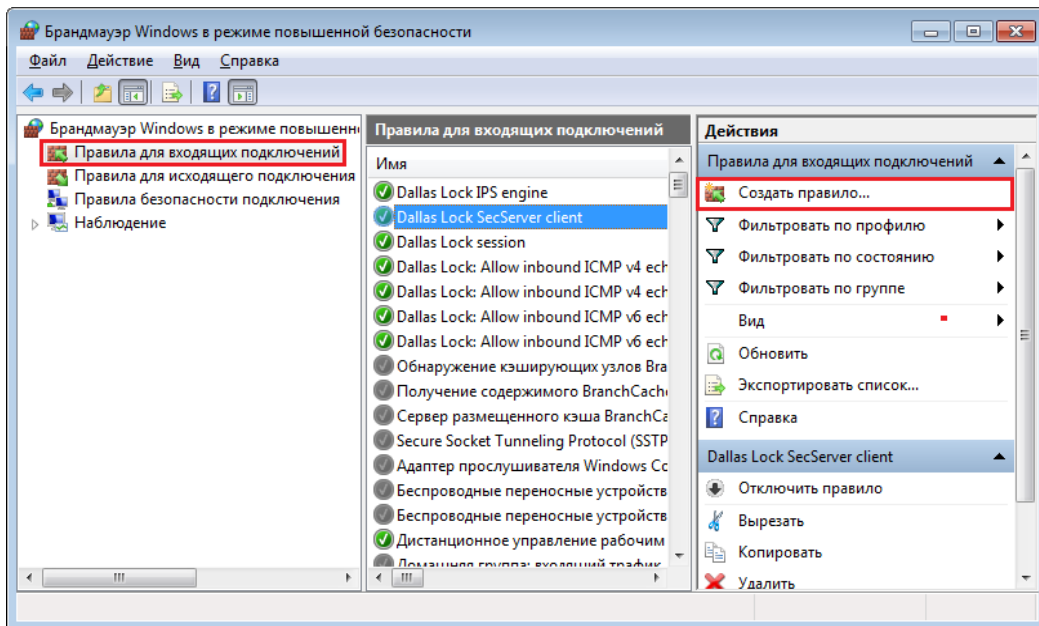 Брандмауэр Windows в режиме повышенной безопасности
Файл Действие Вид Справка
Брандмауэр Windows в режиме повышенн
Правила для входящих подключений
Правила для исходящего подключения
Правила безопасности подключения
Наблюдение
Правила для входящих подключений
Имя
Dallas Lock IPS engine
Dallas Lock SecServer client
Dallas Lock session
Dallas Lock: Allow inbound ICMP v4 ech
Dallas Lock: Allow inbound ICMP v4 ech
Dallas Lock: Allow inbound ICMP v6 ech
Dallas Lock: Allow inbound ICMP v6 ech
Обнаружение кэширующих узлов Bra
Получение содержимого BranchCach
Сервер размещенного кэша BranchCa
Secure Socket Tunneling Protocol (SSTP
Адаптер прослушивателя Windows Co
Беспроводные переносные устройств
Беспроводные переносные устройств
Дистанционное управление рабочим
Домашняя группа: входящий трафик
Действия
Правила для входящих подключений
Создать правило...
Фильтровать по профилю
Фильтровать по состоянию
Фильтровать по группе
Вид
Обновить
Экспортировать список...
Справка
Dallas Lock SecServer client
Отключить правило
Вырезать
Копировать
Удалить